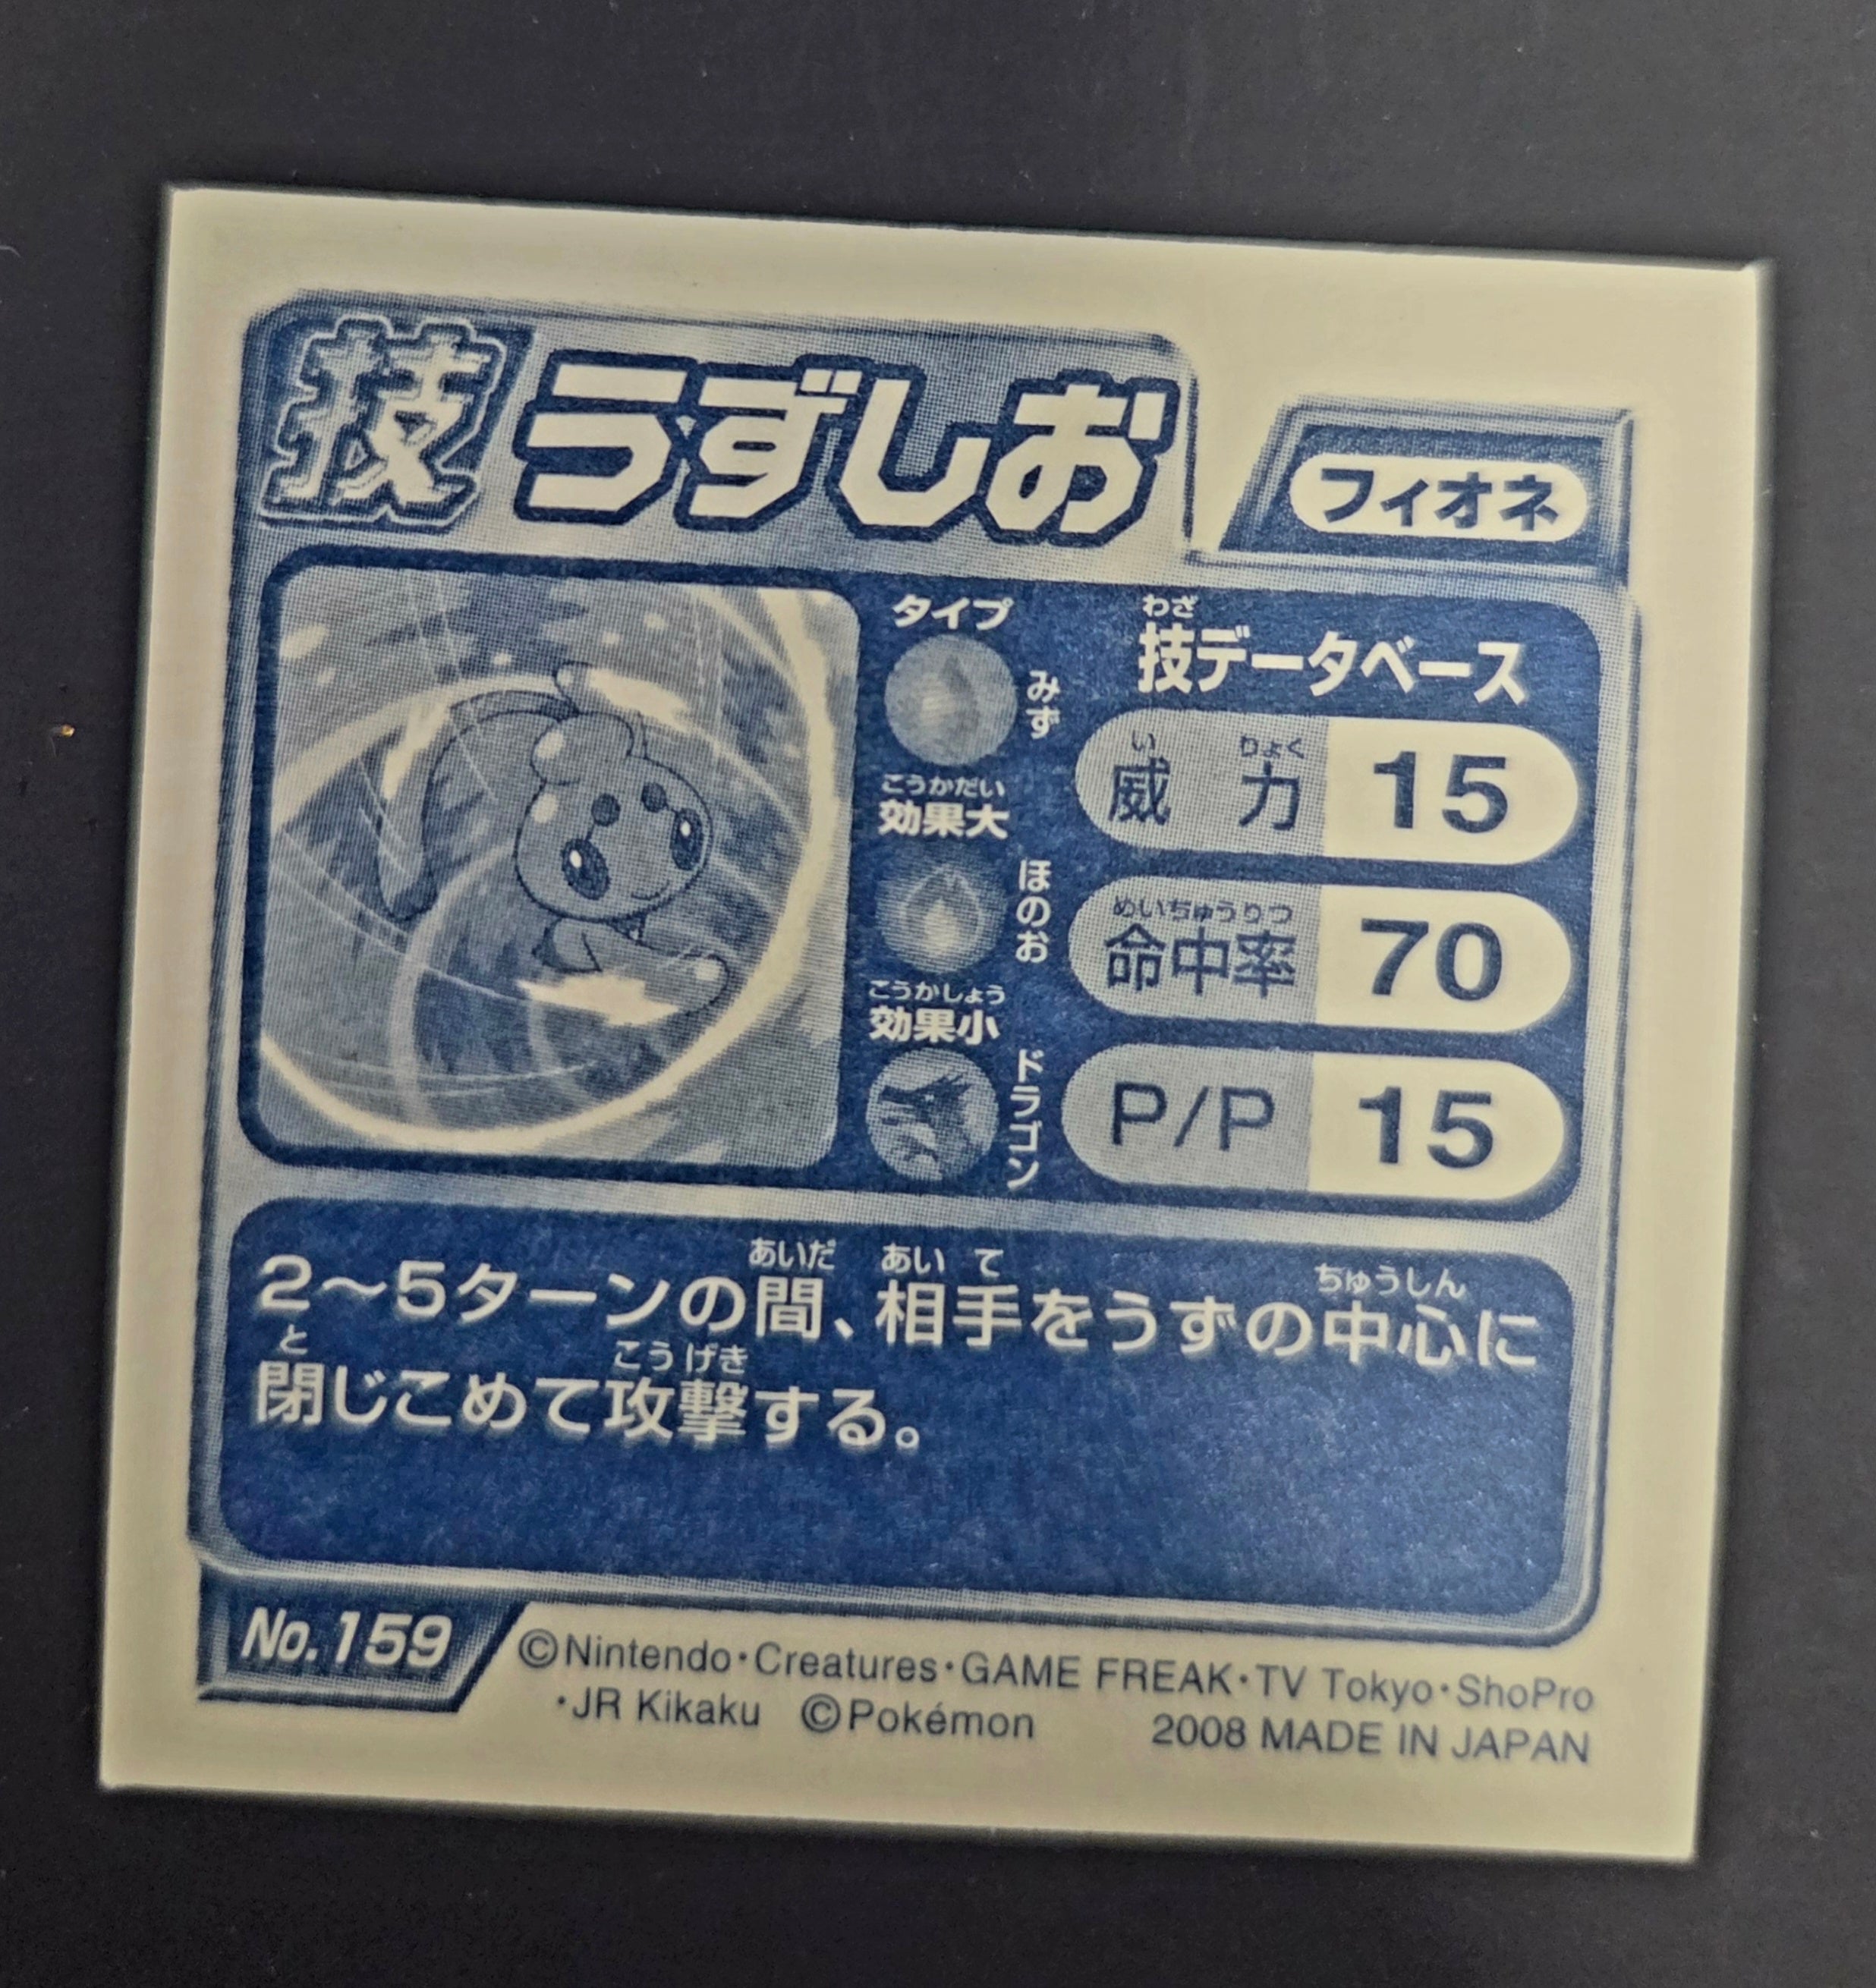 技 うずしお
フィオネ
タイプ
みず
こうかだい
効果大
ほのお
こうかしょう
効果小
ドラゴン
わざ
技データベース
いりょく
威力 15
めいちゅうりつ
命中率 70
P/P 15
あいだ あいて ちゅうしん
2〜5ターンの間、相手をうずの中心に
と こうげき
閉じこめて攻撃する。
No.159
©Nintendo・Creatures・GAME FREAK・TV Tokyo・ShoPro
・JR Kikaku ©Pokémon 2008 MADE IN JAPAN